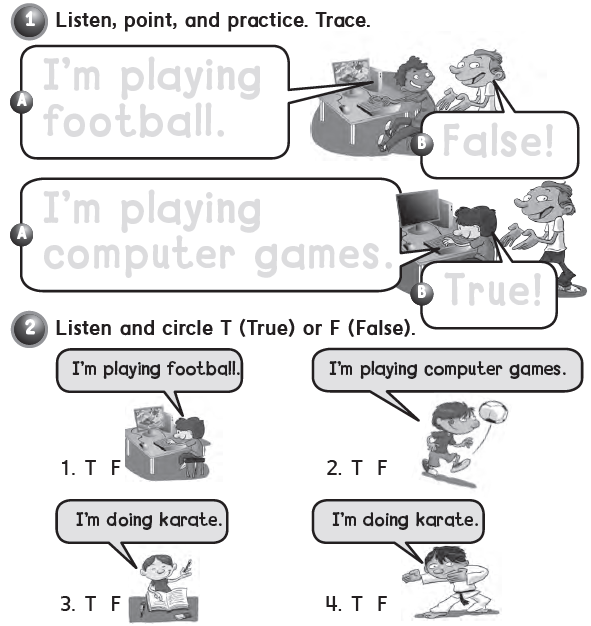 1 Listen, point, and practice. Trace.
A I'm playing
football.
B False!
A I'm playing
computer games.
B True!
2 Listen and circle T (True) or F (False).
I'm playing football.
1. T F
I'm playing computer games.
2. T F
I'm doing karate.
3. T F
I'm doing karate.
4. T F